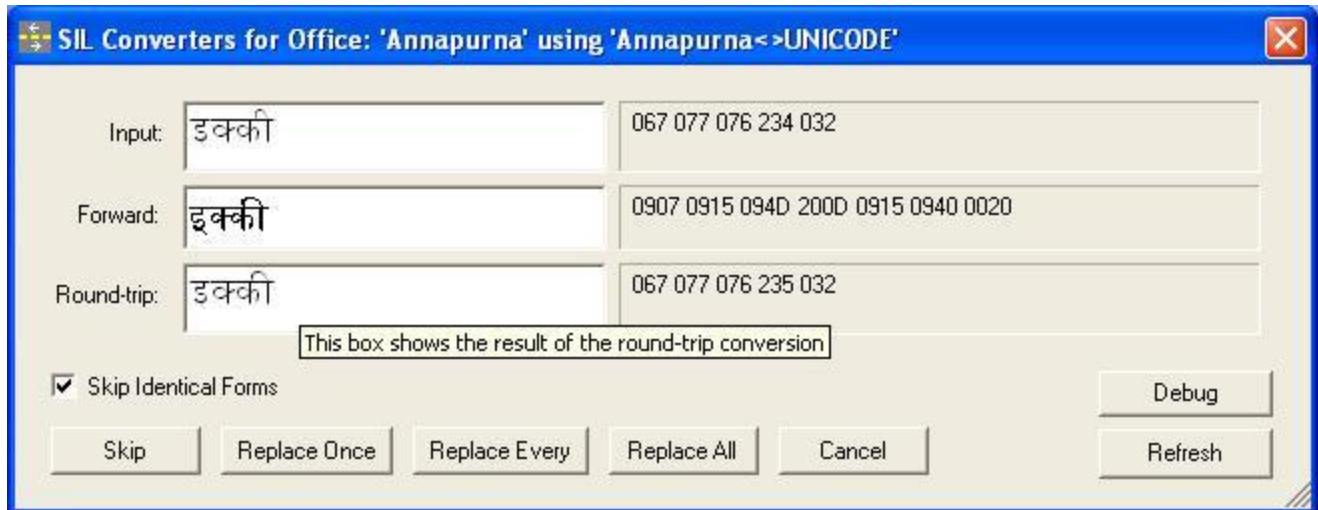 SIL Converters for Office: 'Annapurna' using 'Annapurna<>UNICODE'
Input: इक्की 067 077 076 234 032
Forward: इक्‍की 0907 0915 094D 200D 0915 0940 0020
Round-trip: इक्की 067 077 076 235 032
This box shows the result of the round-trip conversion
Skip Identical Forms Debug
Skip Replace Once Replace Every Replace All Cancel Refresh